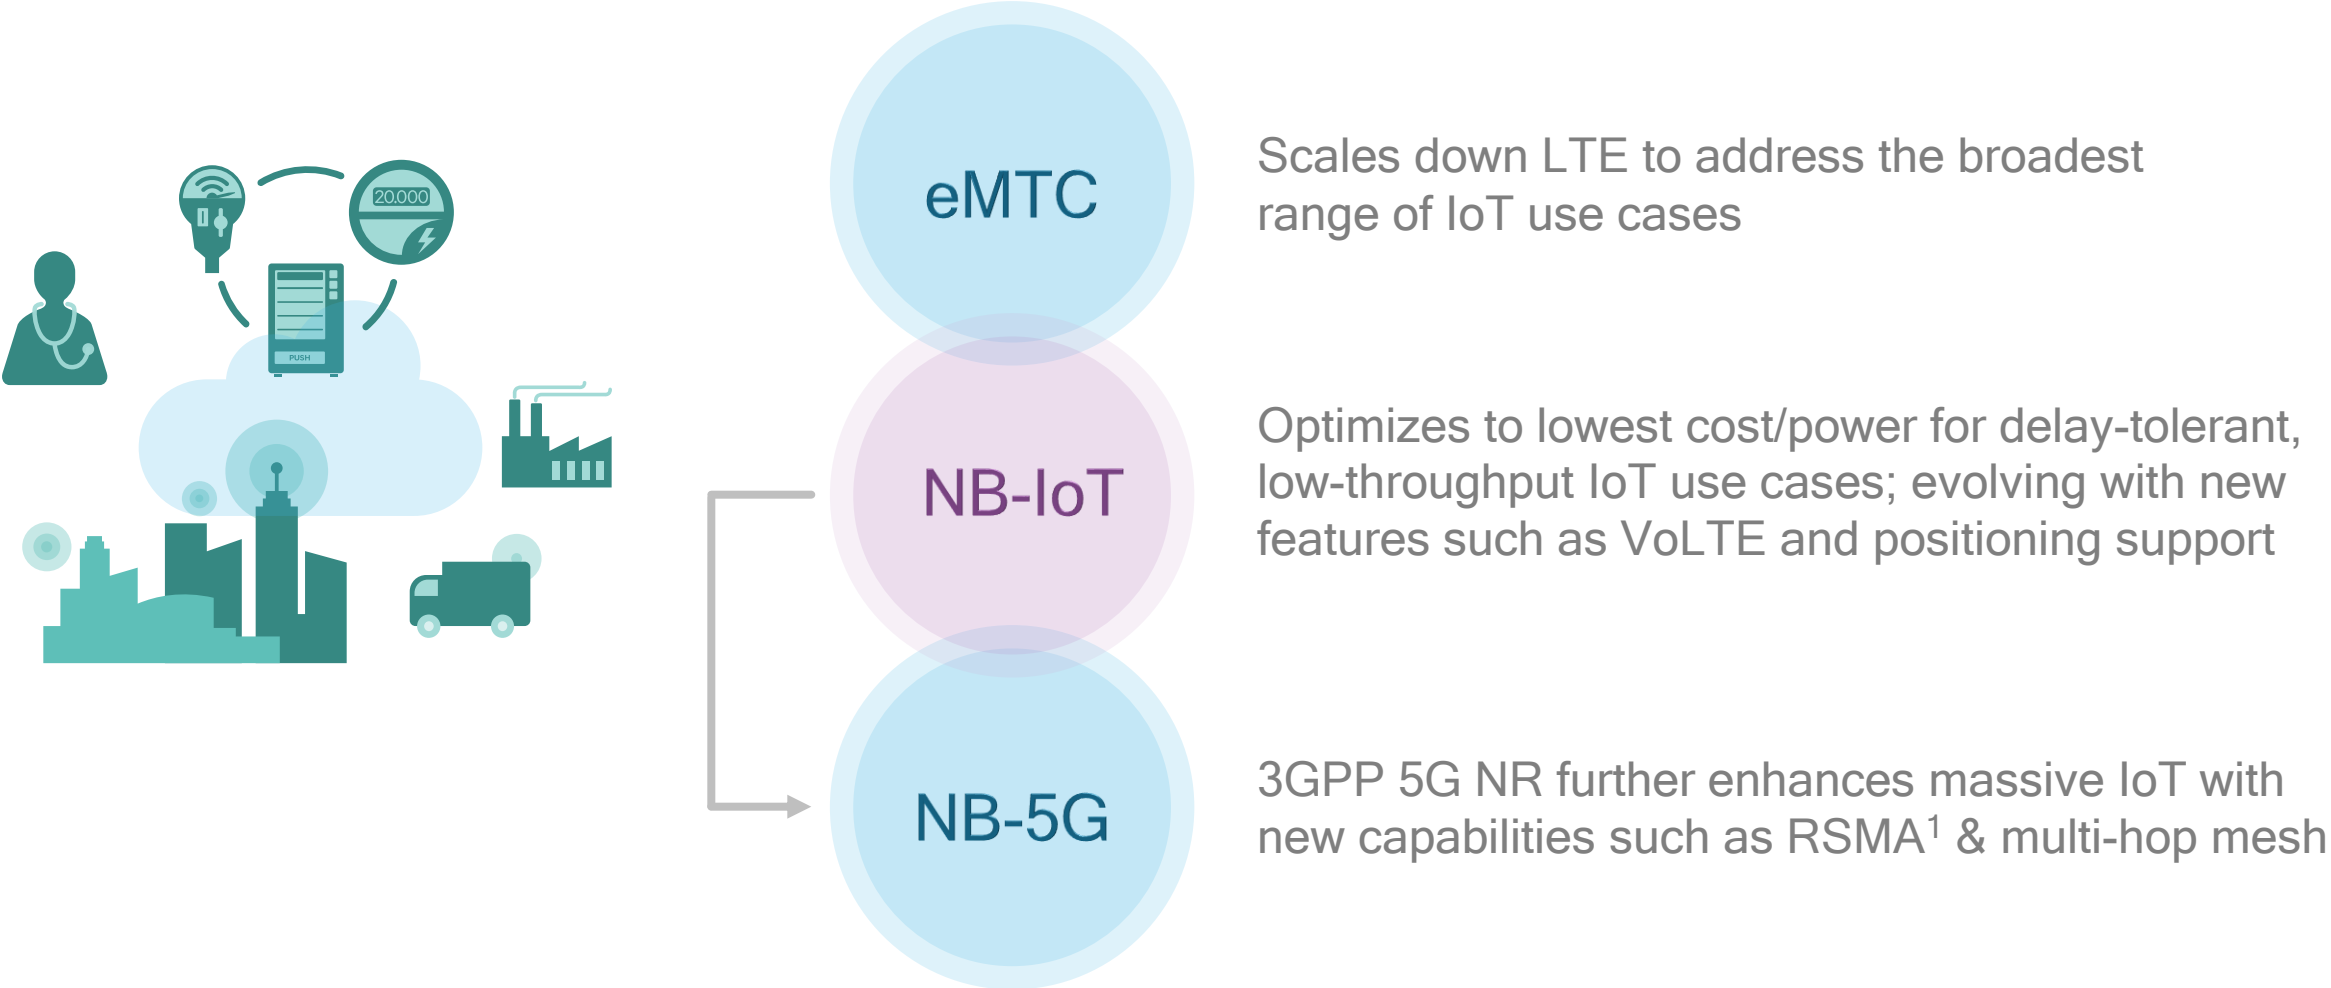 20.000
PUSH
eMTC
Scales down LTE to address the broadest
range of IoT use cases
NB-IoT
Optimizes to lowest cost/power for delay-tolerant,
low-throughput IoT use cases; evolving with new
features such as VoLTE and positioning support
NB-5G
3GPP 5G NR further enhances massive IoT with
new capabilities such as RSMA¹ & multi-hop mesh